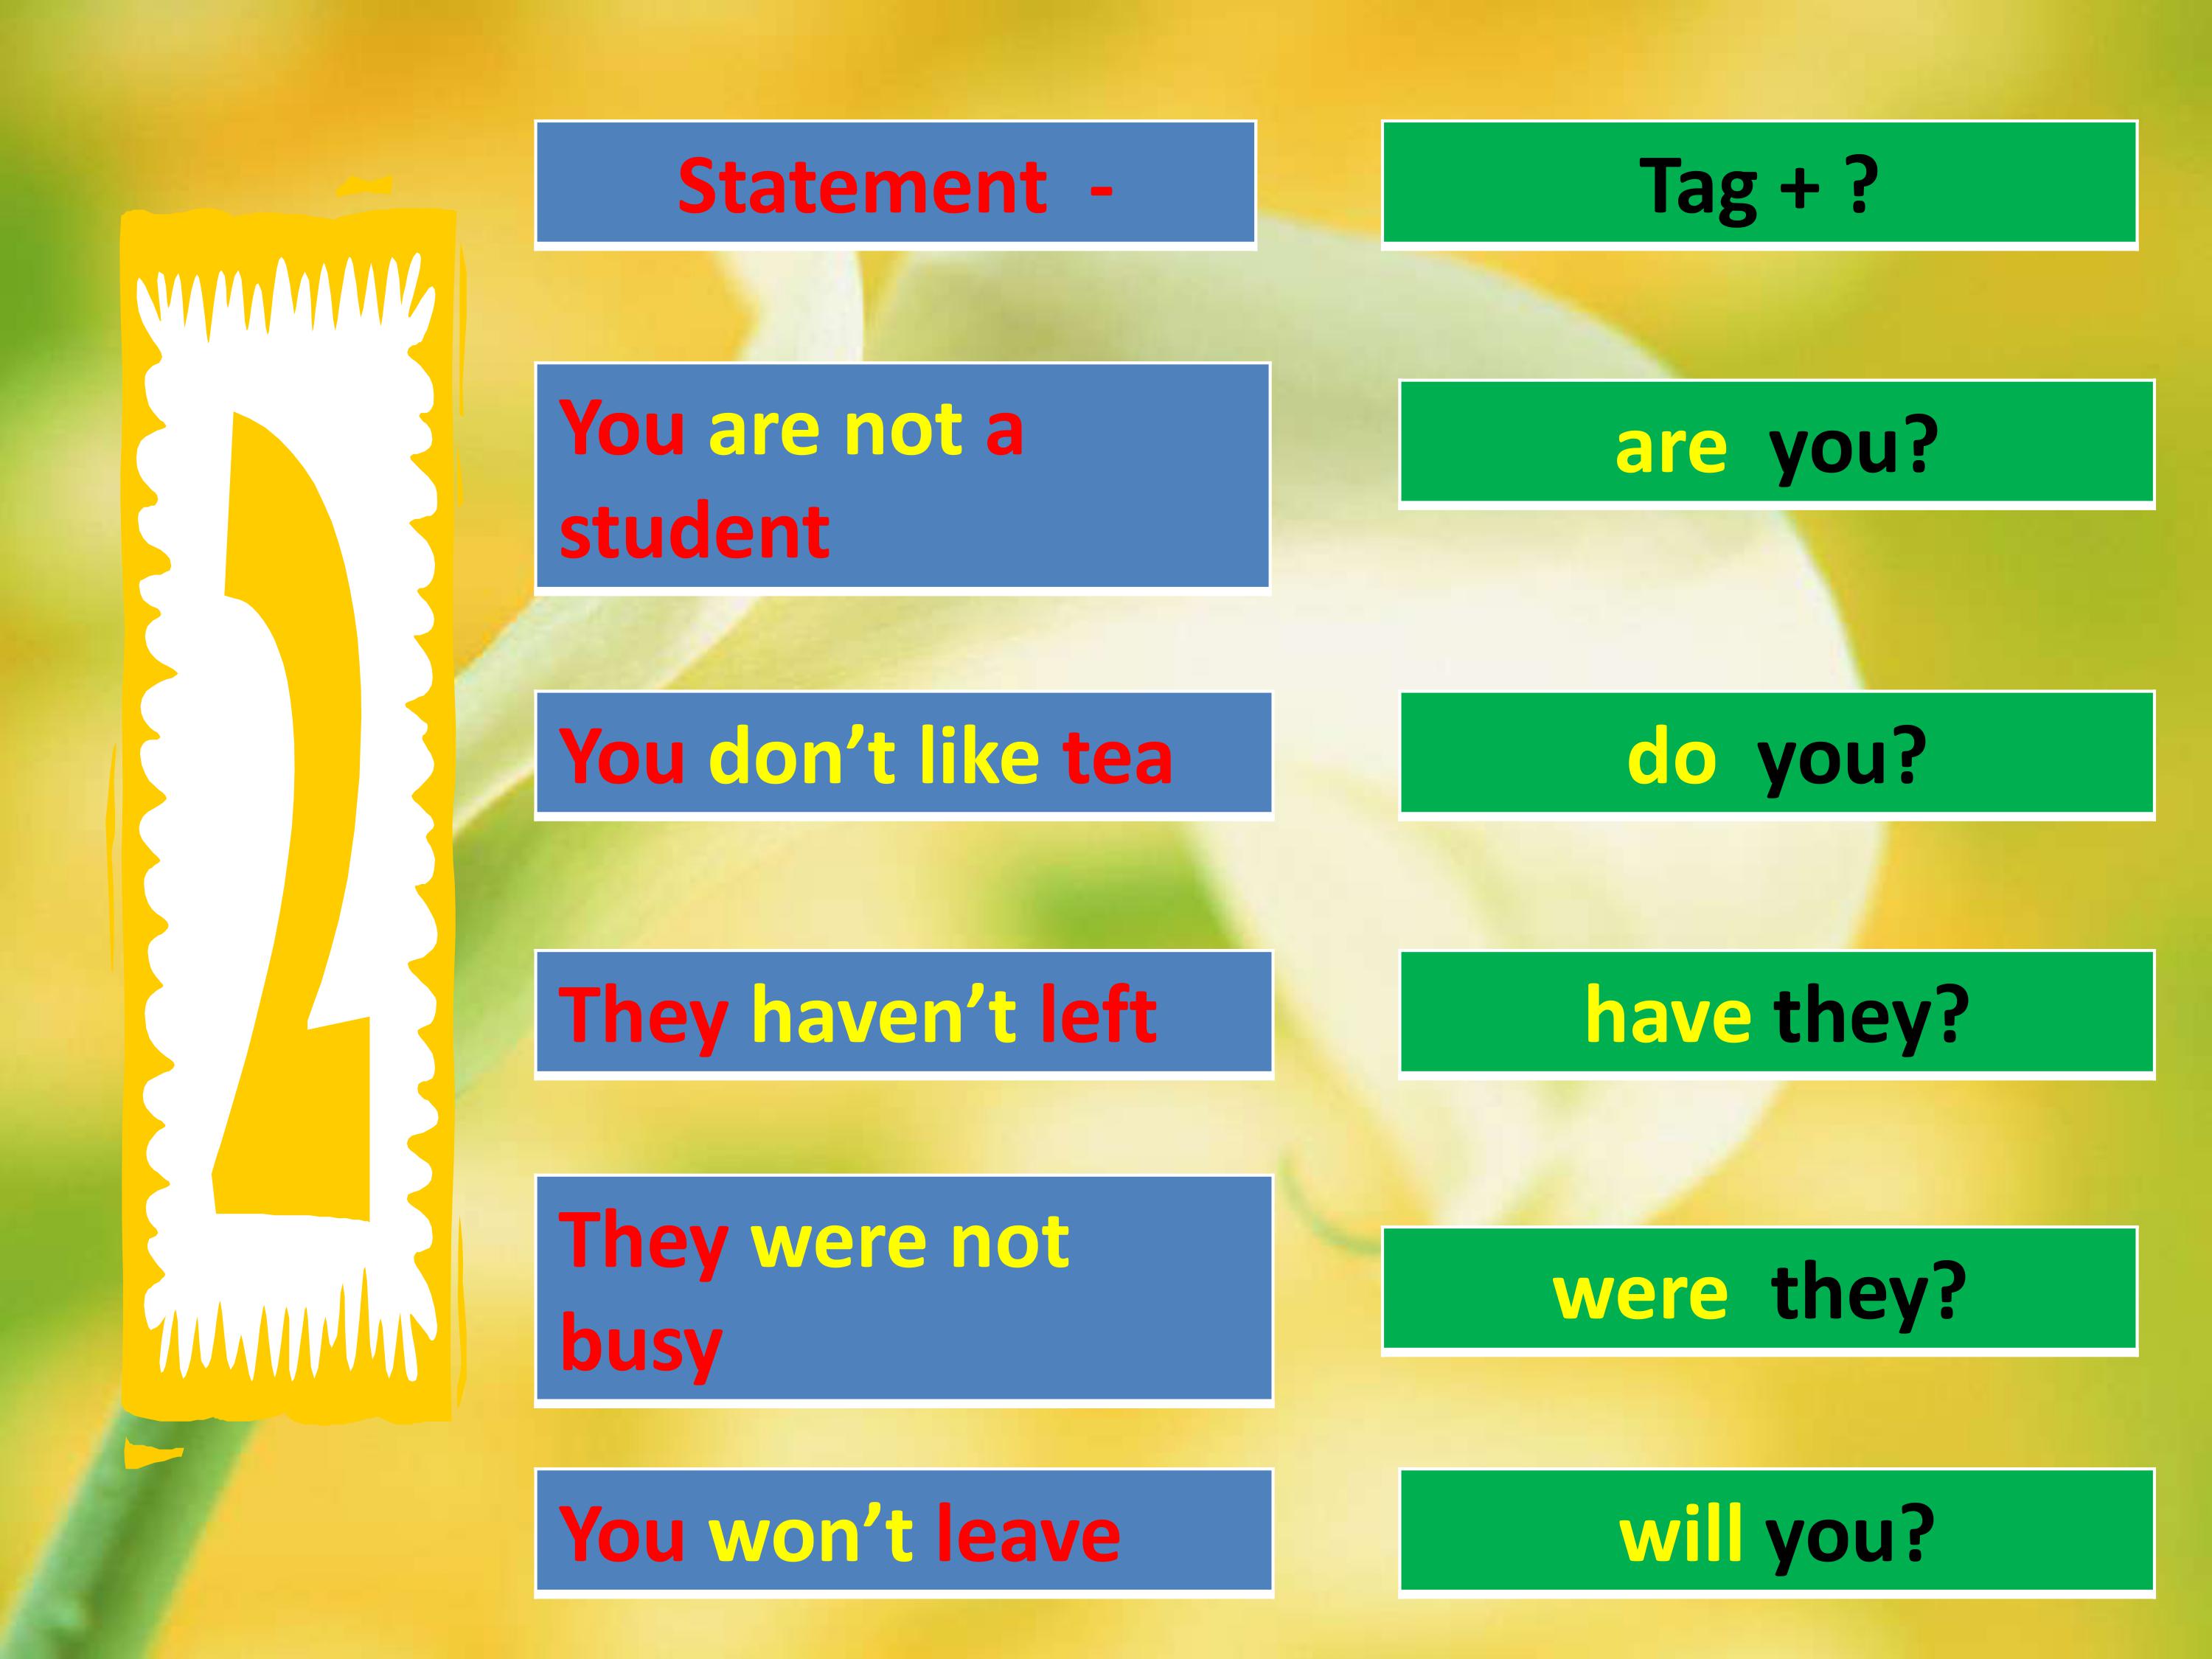 2
Statement -
Tag + ?
You are not a
student
are you?
You don’t like tea
do you?
They haven’t left
have they?
They were not
busy
were they?
You won’t leave
will you?